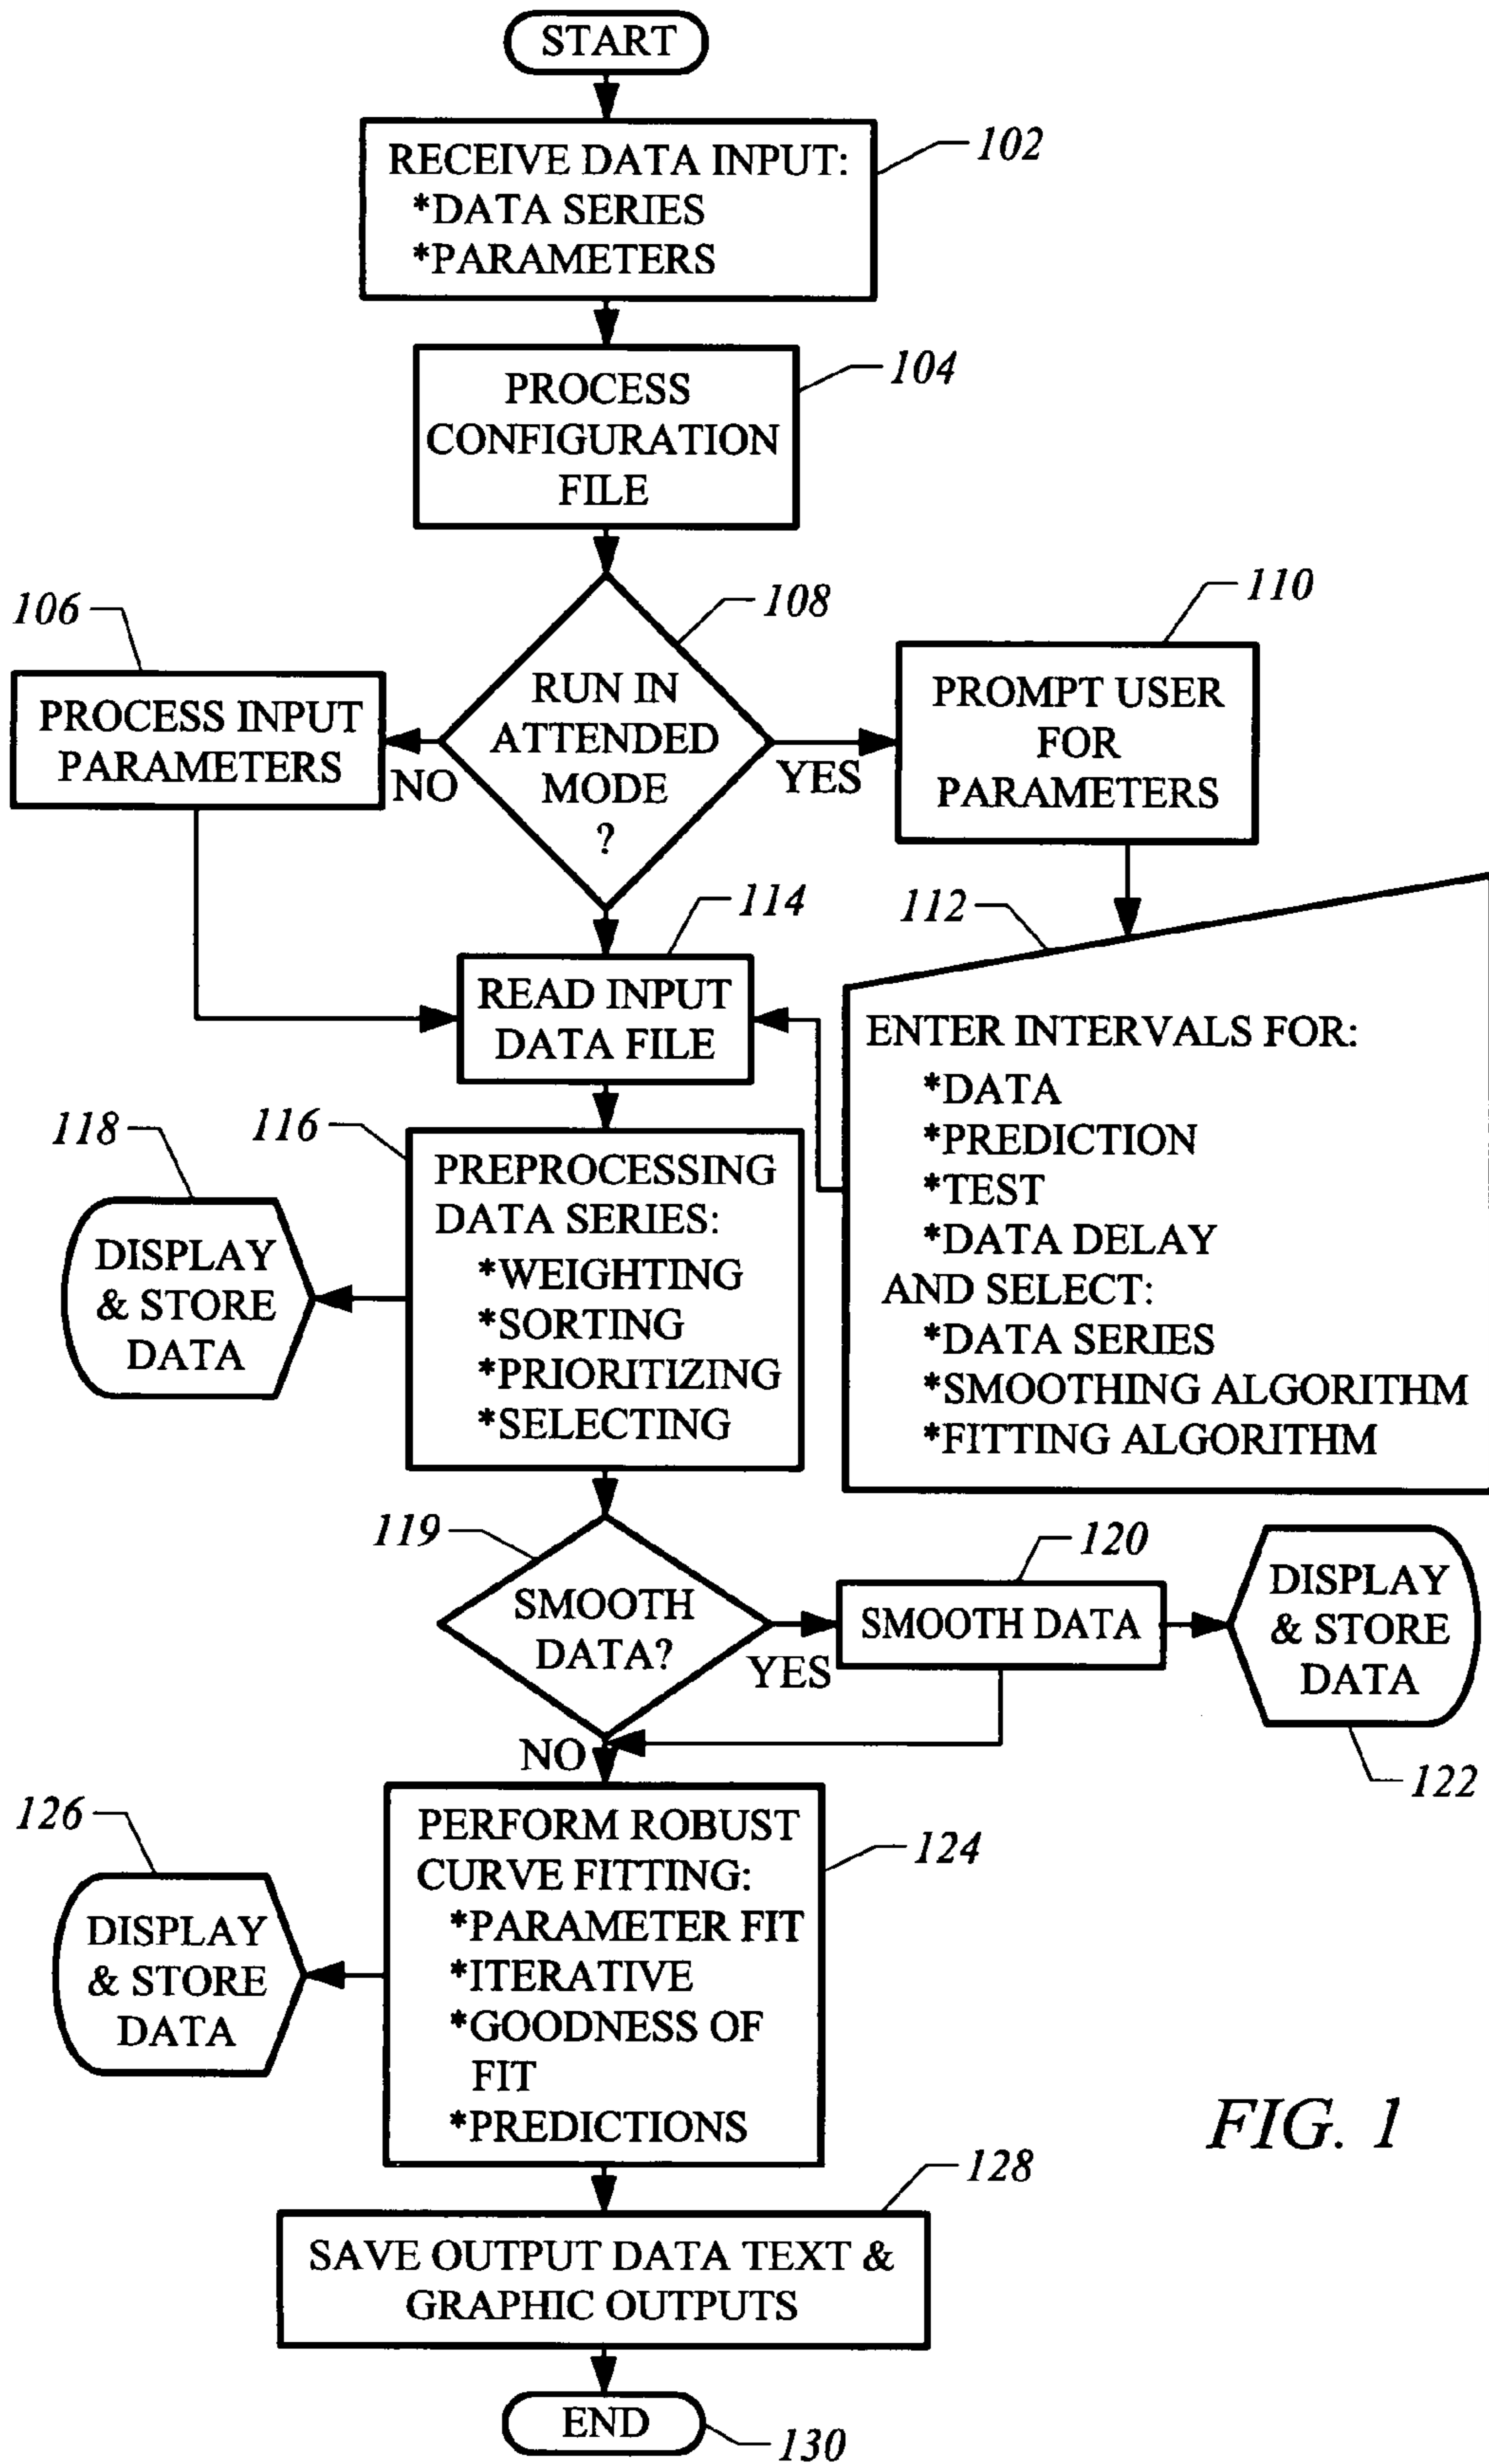 START
RECEIVE DATA INPUT:
*DATA SERIES
*PARAMETERS
102
PROCESS
CONFIGURATION
FILE
104
106
PROCESS INPUT
PARAMETERS
108
RUN IN
ATTENDED
MODE
?
NO
YES
110
PROMPT USER
FOR
PARAMETERS
112
ENTER INTERVALS FOR:
*DATA
*PREDICTION
*TEST
*DATA DELAY
AND SELECT:
*DATA SERIES
*SMOOTHING ALGORITHM
*FITTING ALGORITHM
114
READ INPUT
DATA FILE
116
PREPROCESSING
DATA SERIES:
*WEIGHTING
*SORTING
*PRIORITIZING
*SELECTING
118
DISPLAY
& STORE
DATA
119
SMOOTH
DATA?
YES
NO
120
SMOOTH DATA
DISPLAY
& STORE
DATA
122
PERFORM ROBUST
CURVE FITTING:
*PARAMETER FIT
*ITERATIVE
*GOODNESS OF
FIT
*PREDICTIONS
124
126
DISPLAY
& STORE
DATA
FIG. 1
128
SAVE OUTPUT DATA TEXT &
GRAPHIC OUTPUTS
END
130